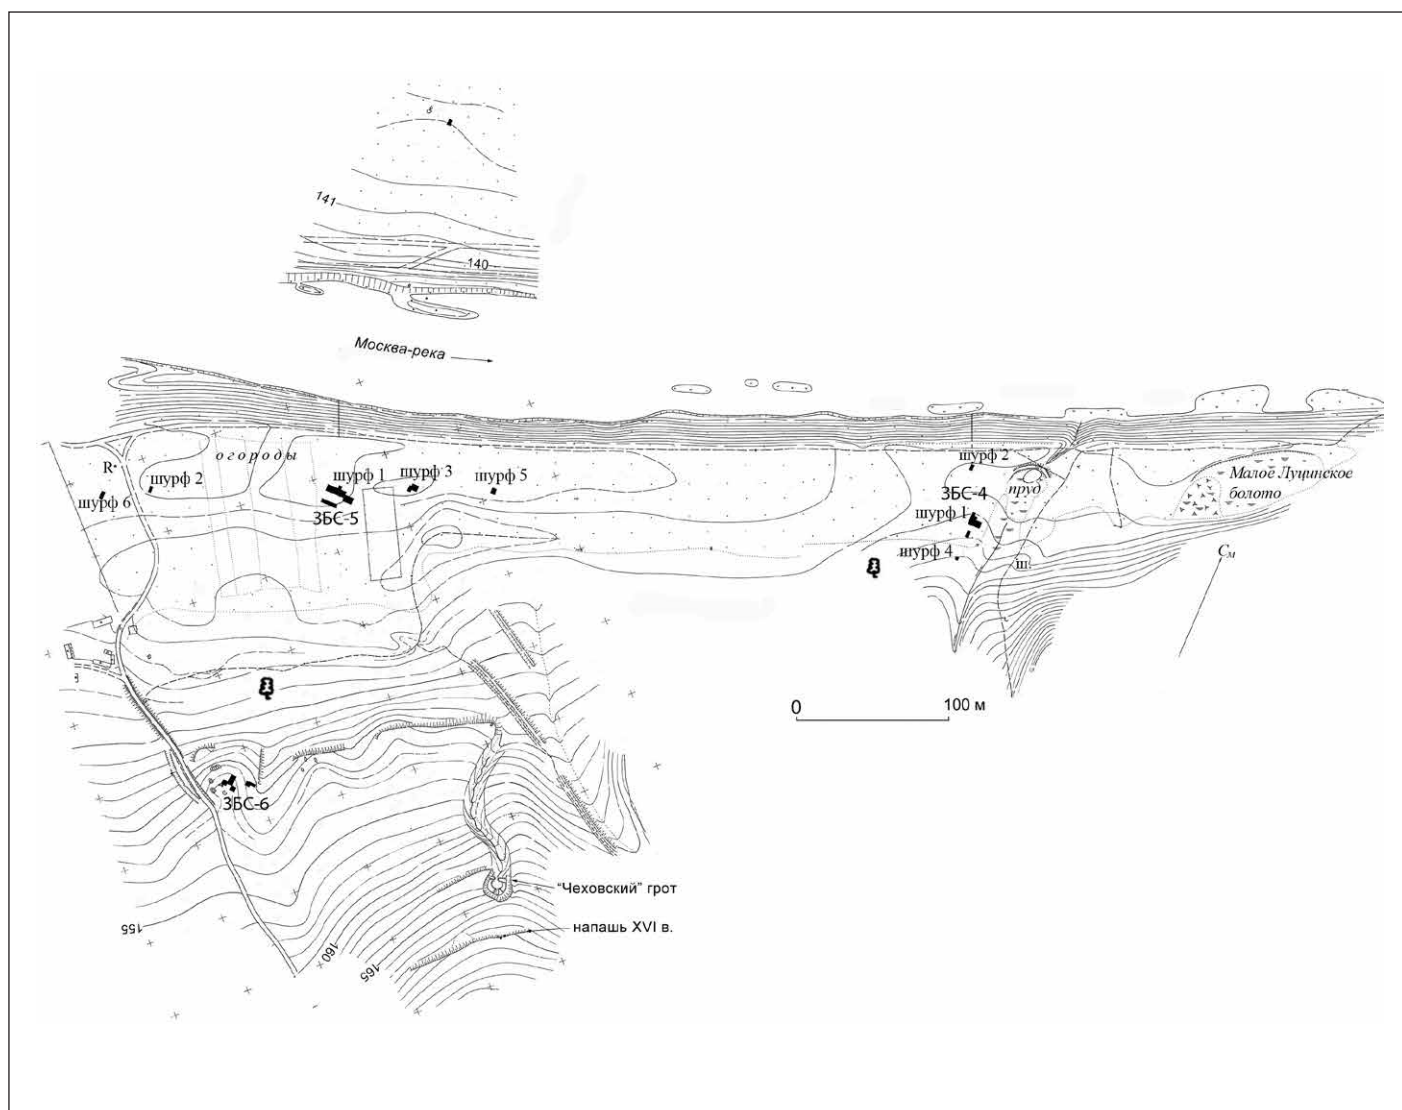 141
140
Москва-река
огороды
R
шурф 2
шурф 6
шурф 1
шурф 3
шурф 5
ЗБС-5
шурф 2
ЗБС-4
пруд
шурф 1
шурф 4
ш.
Малое Луцинское
болото
См
0
100 м
ЗБС-6
"Чеховский" грот
напашь XVI в.
155
160
165